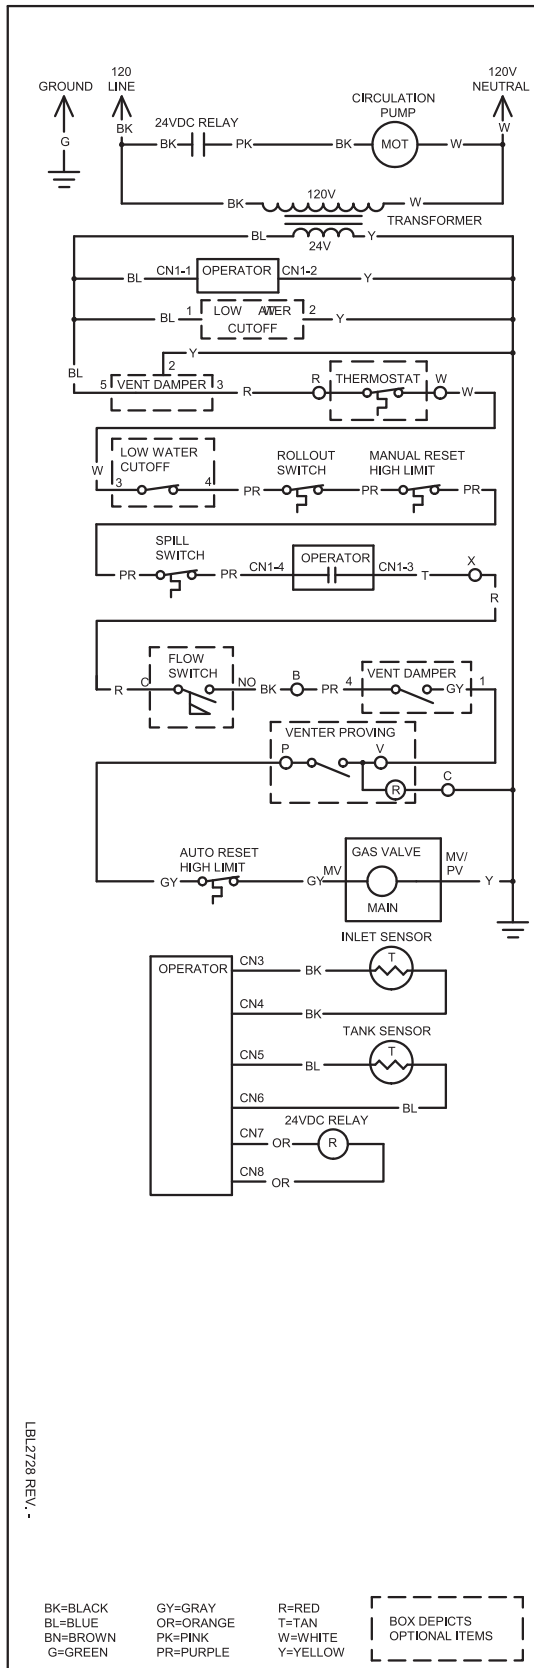 GROUND
120
LINE
120V
NEUTRAL
CIRCULATION
PUMP
24VDC RELAY
BK
W
G
BK
PK
BK
MOT
W
BK
120V
W
TRANSFORMER
BL
24V
Y
BL
CN1-1
OPERATOR
CN1-2
Y
BL
1
LOW WATER
CUTOFF
2
Y
Y
2
BL
5
VENT DAMPER
3
R
R
THERMOSTAT
W
W
W
LOW WATER
CUTOFF
3
4
PR
ROLLOUT
SWITCH
PR
MANUAL RESET
HIGH LIMIT
PR
SPILL
SWITCH
PR
PR
CN1-4
OPERATOR
CN1-3
T
X
R
FLOW
SWITCH
R
C
NO
BK
B
PR
4
VENT DAMPER
GY
1
VENTER PROVING
P
V
R
C
AUTO RESET
HIGH LIMIT
GY
GY
MV
GAS VALVE
MAIN
MV/
PV
Y
INLET SENSOR
OPERATOR
CN3
BK
T
CN4
BK
TANK SENSOR
CN5
BL
T
CN6
BL
24VDC RELAY
CN7
OR
R
CN8
OR
LBL2728 REV. -
BK=BLACK
BL=BLUE
BN=BROWN
G=GREEN
GY=GRAY
OR=ORANGE
PK=PINK
PR=PURPLE
R=RED
T=TAN
W=WHITE
Y=YELLOW
BOX DEPICTS
OPTIONAL ITEMS